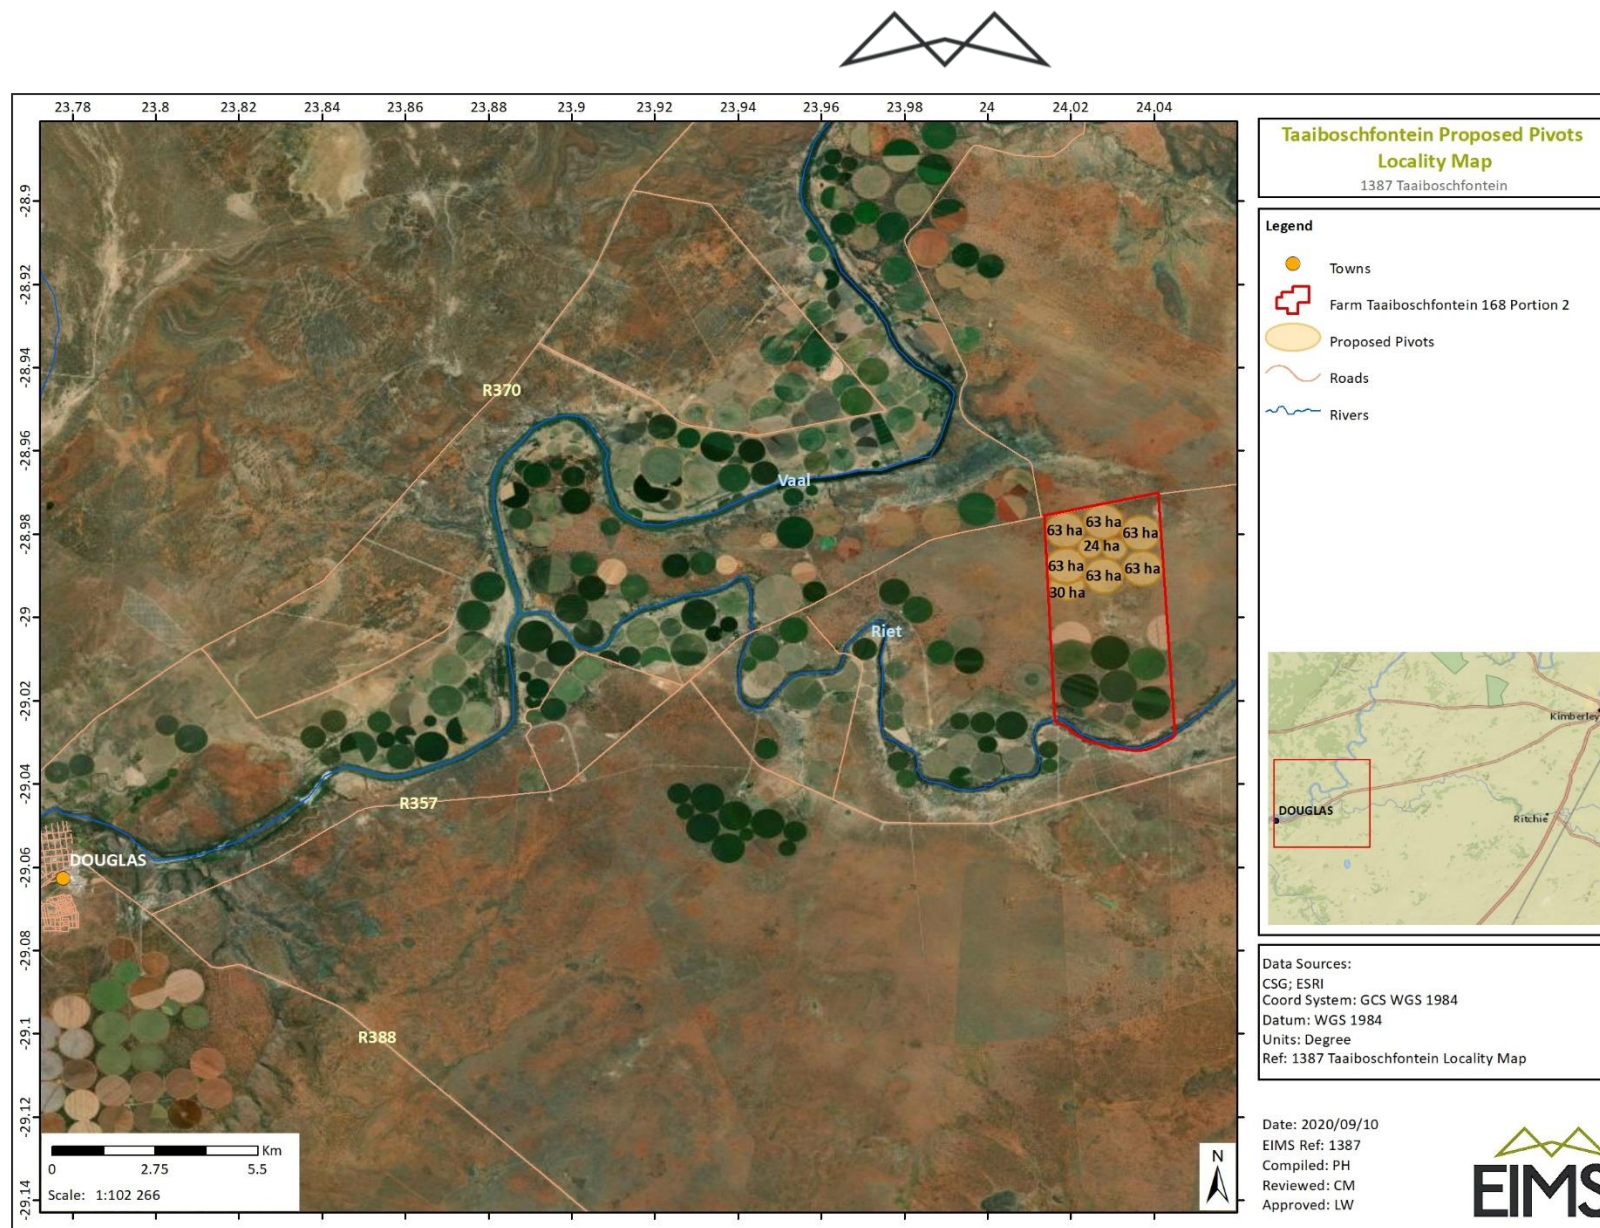 23.78 23.8 23.82 23.84 23.86 23.88 23.9 23.92 23.94 23.96 23.98 24 24.02 24.04
-28.9
-28.92
-28.94
-28.96
-28.98
-29
-29.02
-29.04
-29.06
-29.08
-29.1
-29.12
-29.14
R370
Vaal
63 ha
63 ha
63 ha
24 ha
63 ha
63 ha
63 ha
30 ha
Riet
R357
DOUGLAS
R388
Km
0 2.75 5.5
Scale: 1:102 266
N
Taaiboschfontein Proposed Pivots
Locality Map
1387 Taaiboschfontein
Legend
Towns
Farm Taaiboschfontein 168 Portion 2
Proposed Pivots
Roads
Rivers
Kimberley
DOUGLAS
Ritchie
Data Sources:
CSG; ESRI
Coord System: GCS WGS 1984
Datum: WGS 1984
Units: Degree
Ref: 1387 Taaiboschfontein Locality Map
Date: 2020/09/10
EIMS Ref: 1387
Compiled: PH
Reviewed: CM
Approved: LW
EIMS